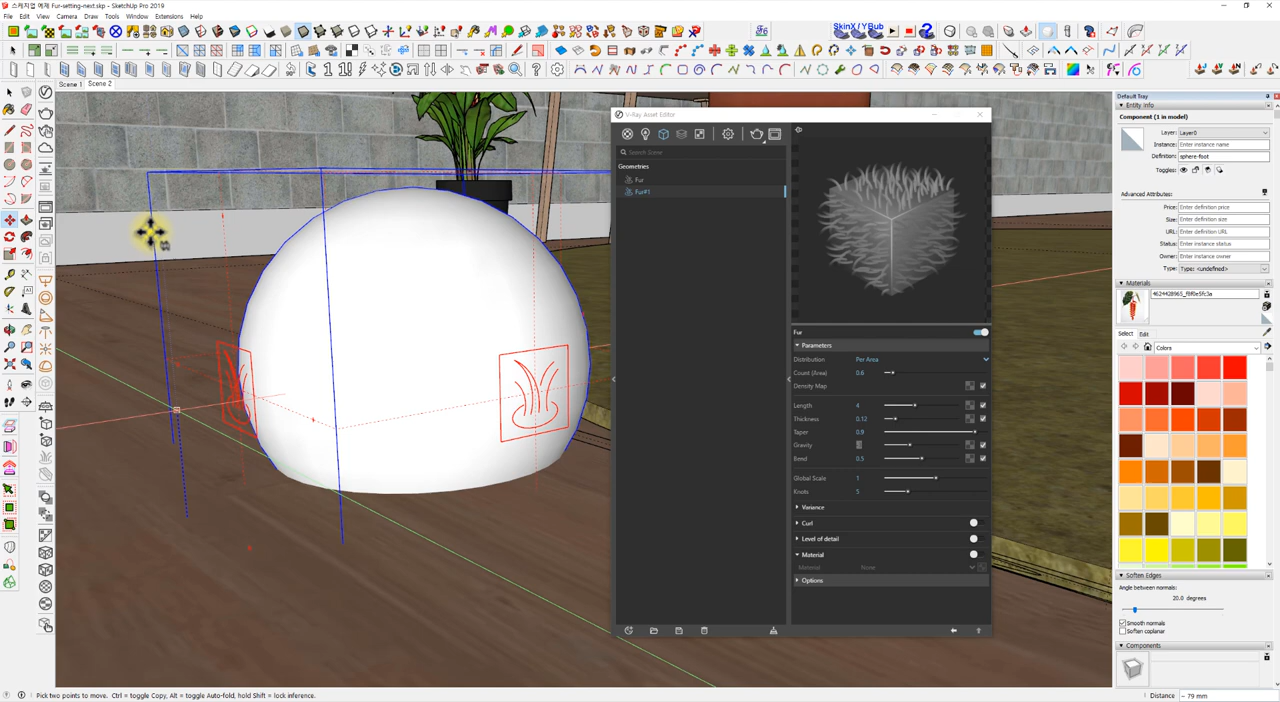 스케치업 예제 Fur-setting-next.skp - SketchUp Pro 2019
File Edit View Camera Draw Tools Window Extensions Help
SkinX/YBub
Scene 1 Scene 2
V-Ray Asset Editor
Search Scene
Geometries
Fur
Fur#1
Fur
Parameters
Distribution Per Area
Count (Area) 0.6
Density Map
Length 4
Thickness 0.12
Taper 0.9
Gravity
Bend 0.5
Global Scale 1
Knots 5
Variance
Curl
Level of detail
Material
Material None
Options
Default Tray
Entity Info
Component (1 in model)
Layer: Layer0
Instance: Enter instance name
Definition: sphere-foot
Toggles:
Advanced Attributes:
Price: Enter definition price
Size: Enter definition size
URL: Enter definition URL
Status: Enter instance status
Owner: Enter instance owner
Type: Type: <undefined>
Materials
4624428965_f8f0e5fc3a
Select Edit
Colors
Soften Edges
Angle between normals:
20.0 degrees
Smooth normals
Soften coplanar
Components
Pick two points to move. Ctrl = toggle Copy, Alt = toggle Auto-fold, hold Shift = lock inference.
Distance ~ 79 mm